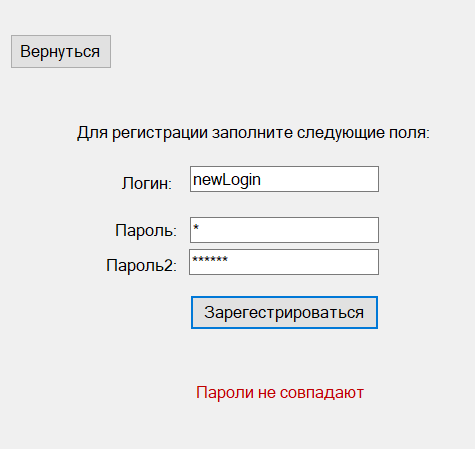 Вернуться
Для регистрации заполните следующие поля:
Логин: newLogin
Пароль: *
Пароль2: ******
Зарегестрироваться
Пароли не совпадают